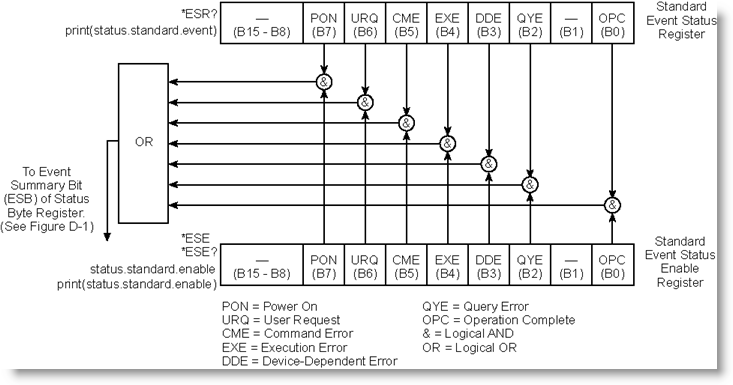 *ESR?
print(status.standard.event)
—
(B15 - B8)
PON
(B7)
URQ
(B6)
CME
(B5)
EXE
(B4)
DDE
(B3)
QYE
(B2)
—
(B1)
OPC
(B0)
Standard
Event Status
Register
&
&
&
&
&
&
&
OR
To Event
Summary Bit
(ESB) of Status
Byte Register.
(See Figure D-1)
*ESE
*ESE?
status.standard.enable
print(status.standard.enable)
—
(B15 - B8)
PON
(B7)
URQ
(B6)
CME
(B5)
EXE
(B4)
DDE
(B3)
QYE
(B2)
—
(B1)
OPC
(B0)
Standard
Event Status
Enable
Register
PON = Power On
URQ = User Request
CME = Command Error
EXE = Execution Error
DDE = Device-Dependent Error
QYE = Query Error
OPC = Operation Complete
& = Logical AND
OR = Logical OR